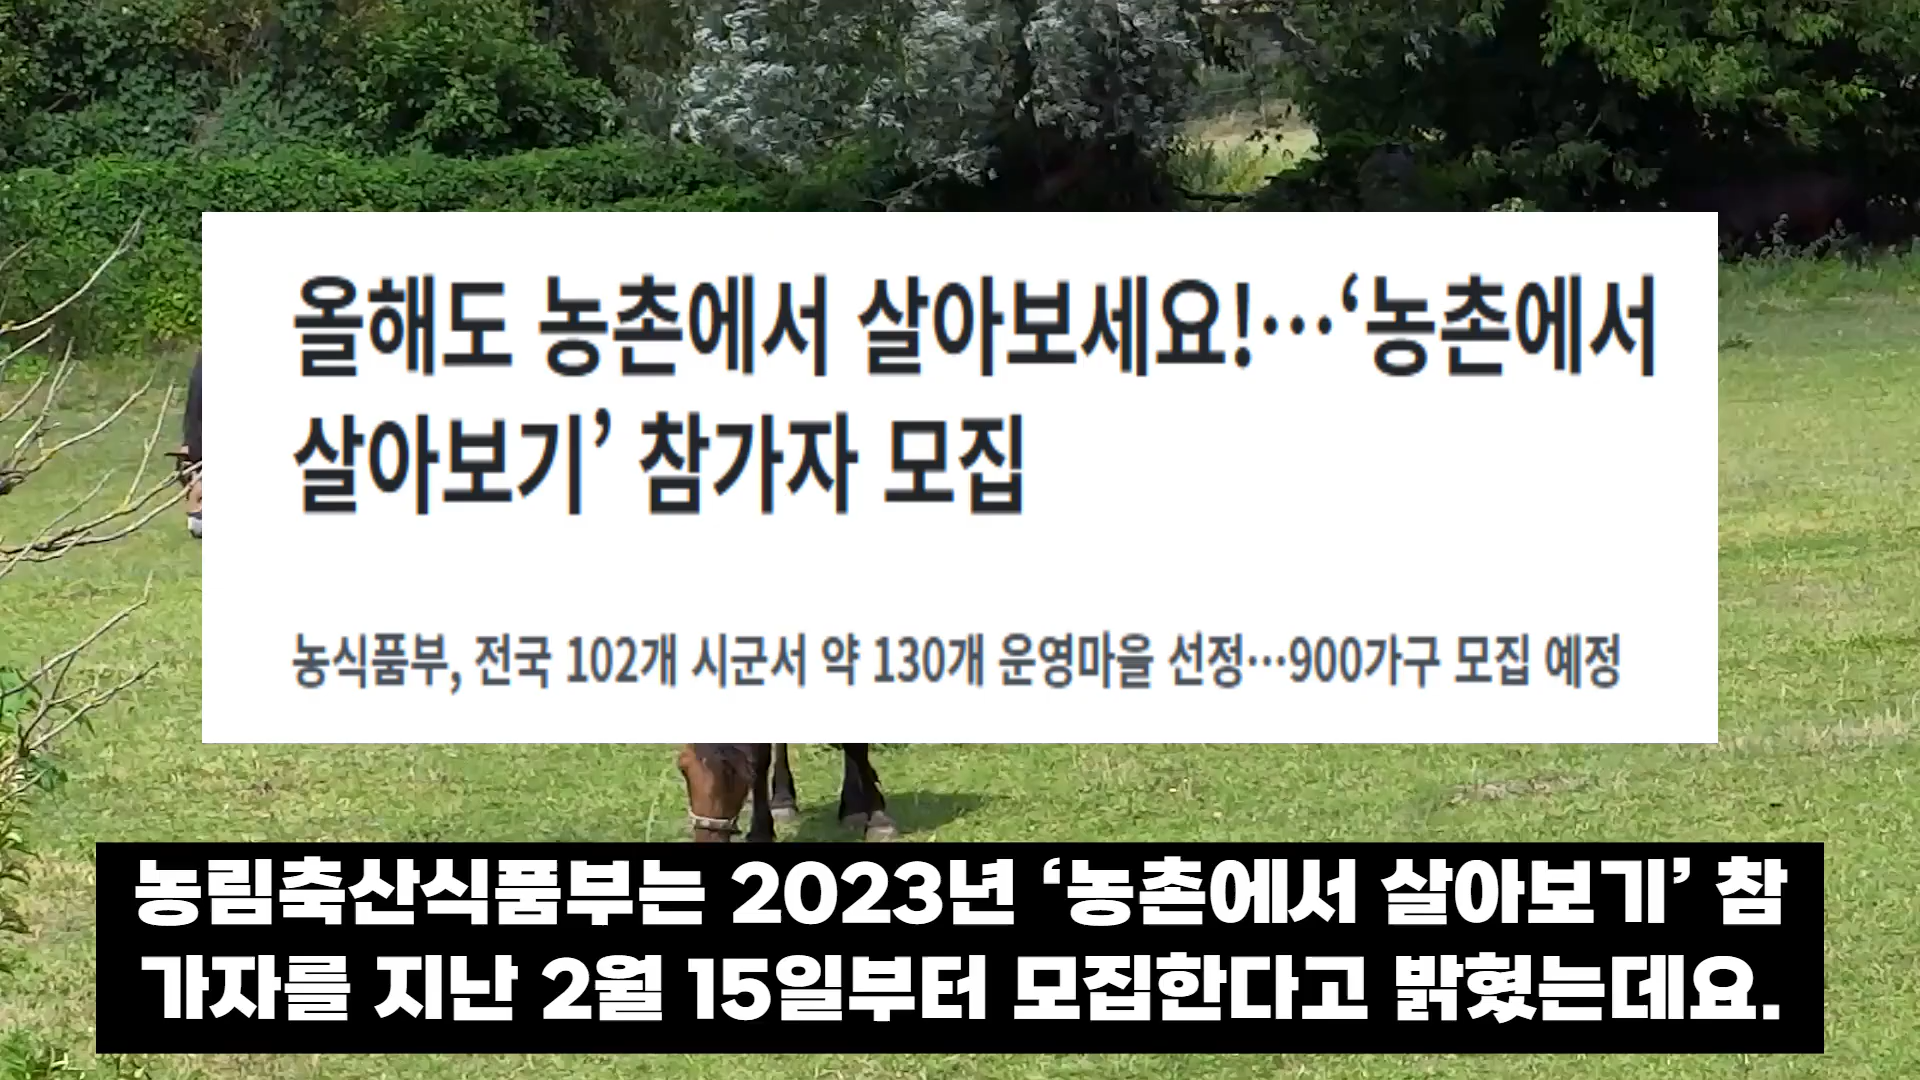 올해도 농촌에서 살아보세요!…‘농촌에서
살아보기’ 참가자 모집
농식품부, 전국 102개 시군서 약 130개 운영마을 선정…900가구 모집 예정
농림축산식품부는 2023년 ‘농촌에서 살아보기’ 참
가자를 지난 2월 15일부터 모집한다고 밝혔는데요.